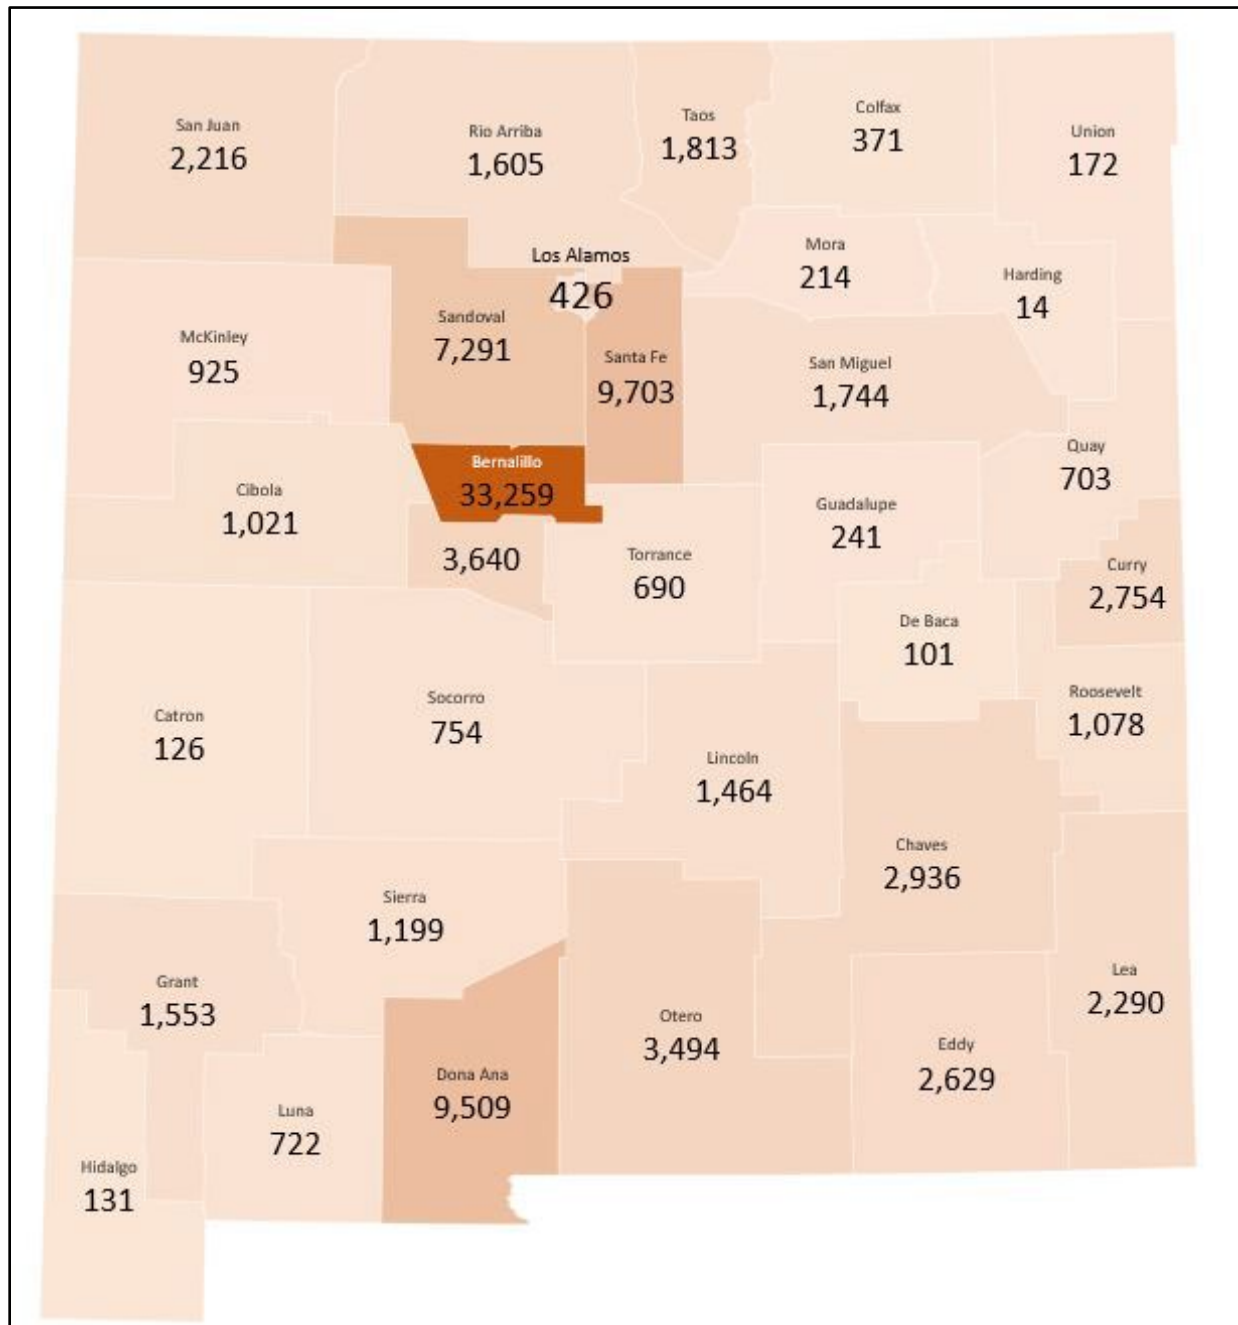 San Juan
2,216
Rio Arriba
1,605
Taos
1,813
Colfax
371
Union
172
Los Alamos
426
Mora
214
Harding
14
McKinley
925
Sandoval
7,291
Santa Fe
9,703
San Miguel
1,744
Quay
703
Cibola
1,021
Bernalillo
33,259
3,640
Torrance
690
Guadalupe
241
Curry
2,754
De Baca
101
Roosevelt
1,078
Catron
126
Socorro
754
Lincoln
1,464
Chaves
2,936
Sierra
1,199
Grant
1,553
Lea
2,290
Otero
3,494
Eddy
2,629
Dona Ana
9,509
Luna
722
Hidalgo
131